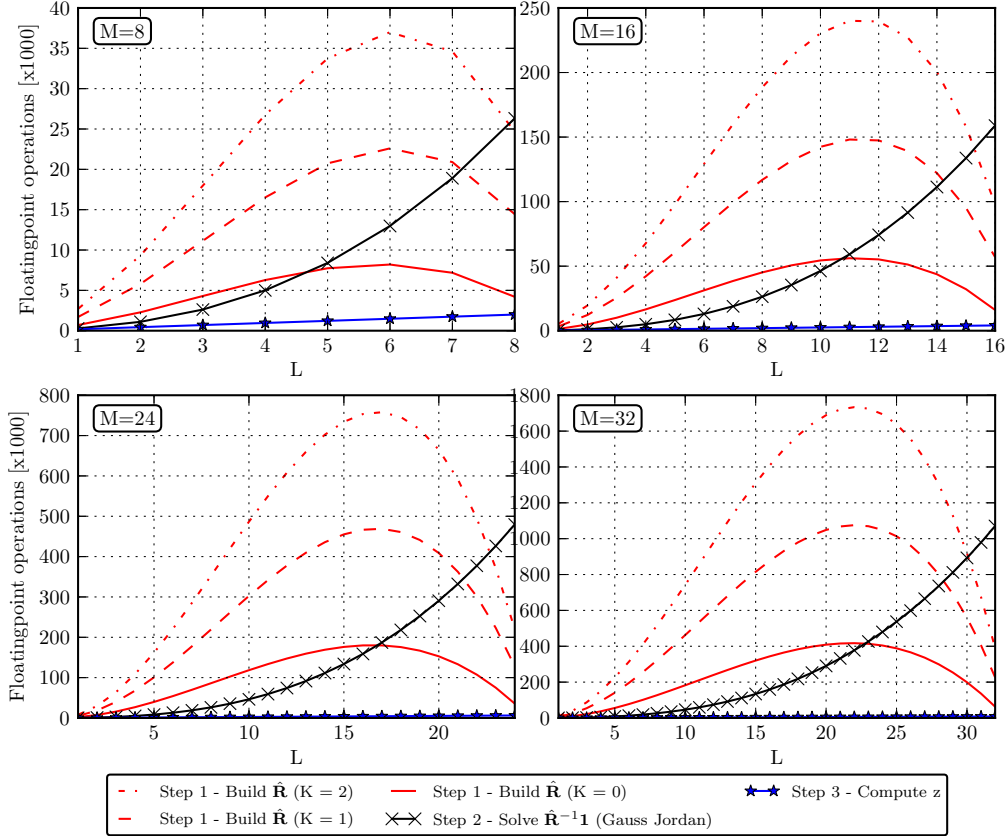 Floatingpoint operations [x1000]
M=8
40
35
30
25
20
15
10
5
0
1 2 3 4 5 6 7 8
L
M=16
250
200
150
100
50
0
2 4 6 8 10 12 14 16
L
Floatingpoint operations [x1000]
M=24
800
700
600
500
400
300
200
100
0
5 10 15 20
L
M=32
1800
1600
1400
1200
1000
800
600
400
200
0
5 10 15 20 25 30
L
Step 1 - Build R̂ (K = 2)
Step 1 - Build R̂ (K = 1)
Step 1 - Build R̂ (K = 0)
Step 2 - Solve R̂⁻¹1 (Gauss Jordan)
Step 3 - Compute z